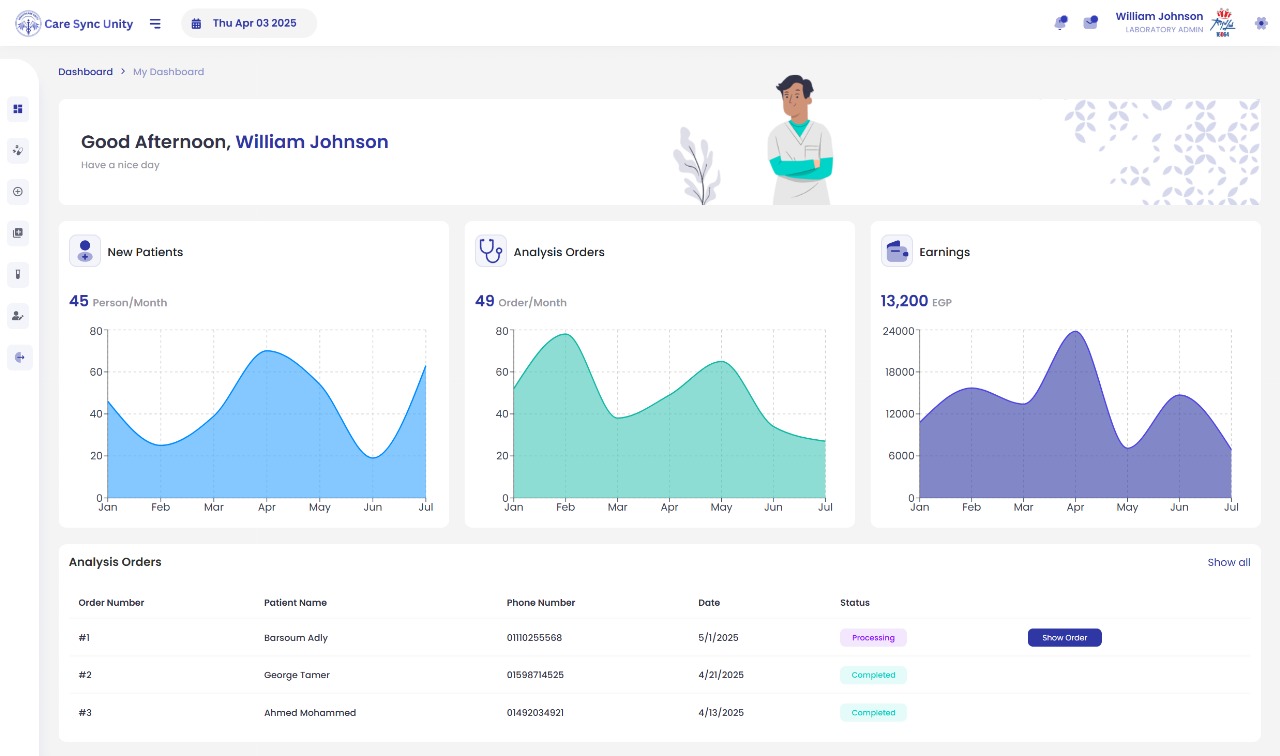 Care Sync Unity
Thu Apr 03 2025
William Johnson
LABORATORY ADMIN
Dashboard > My Dashboard
Good Afternoon, William Johnson
Have a nice day
New Patients
45 Person/Month
80
60
40
20
0
Jan Feb Mar Apr May Jun Jul
Analysis Orders
49 Order/Month
80
60
40
20
0
Jan Feb Mar Apr May Jun Jul
Earnings
13,200 EGP
24000
18000
12000
6000
0
Jan Feb Mar Apr May Jun Jul
Analysis Orders Show all
Order Number Patient Name Phone Number Date Status
#1 Barsoum Adly 01110255568 5/1/2025 Processing Show Order
#2 George Tamer 01598714525 4/21/2025 Completed
#3 Ahmed Mohammed 01492034921 4/13/2025 Completed